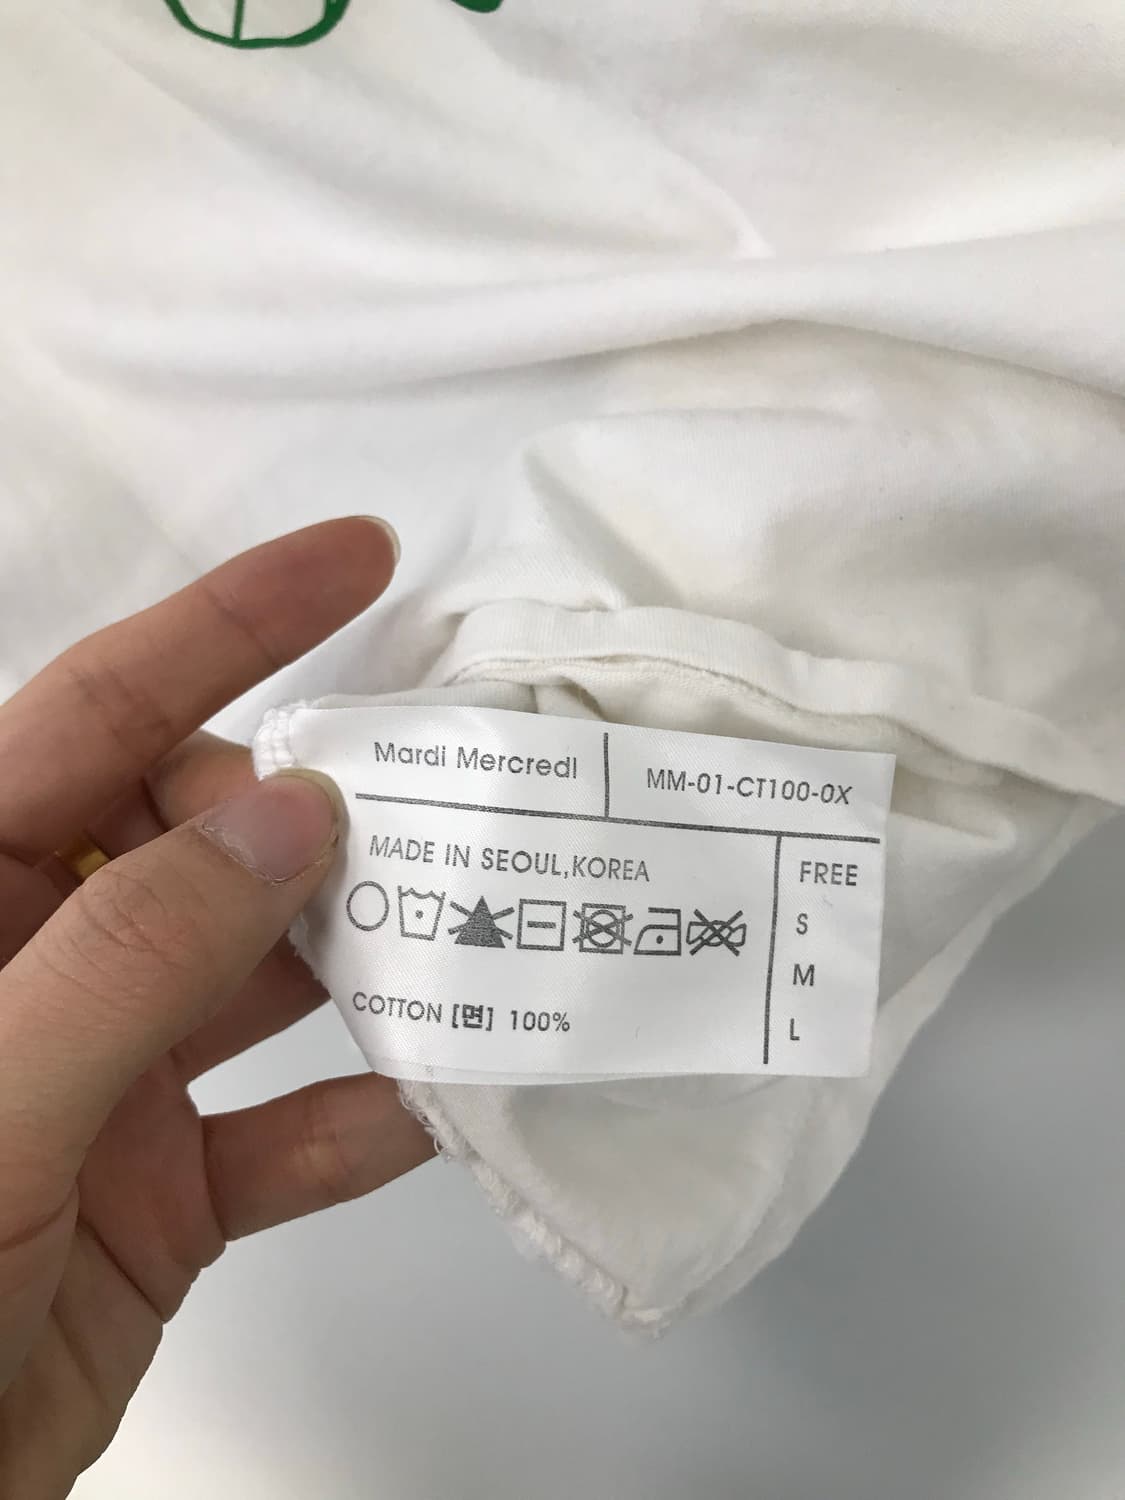 Mardi Mercredi
MM-01-CT100-0X
MADE IN SEOUL,KOREA
COTTON [면] 100%
FREE
S
M
L